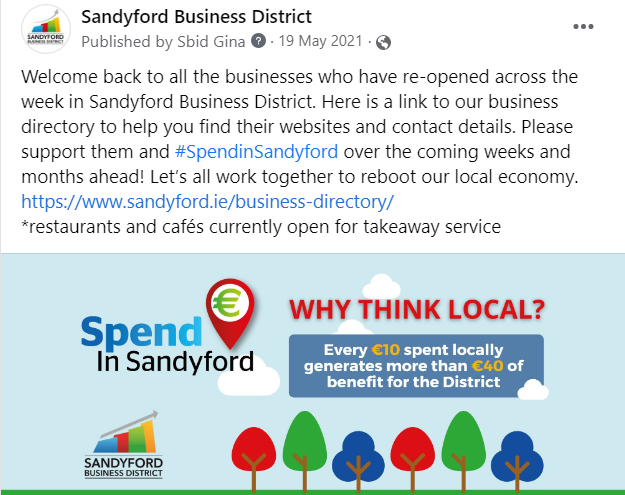 Sandyford Business District
Published by Sbid Gina · 19 May 2021 ·
Welcome back to all the businesses who have re-opened across the
week in Sandyford Business District. Here is a link to our business
directory to help you find their websites and contact details. Please
support them and #SpendinSandyford over the coming weeks and
months ahead! Let's all work together to reboot our local economy.
https://www.sandyford.ie/business-directory/
*restaurants and cafés currently open for takeaway service
€
Spend
In Sandyford
WHY THINK LOCAL?
Every €10 spent locally
generates more than €40 of
benefit for the District
SANDYFORD
BUSINESS DISTRICT